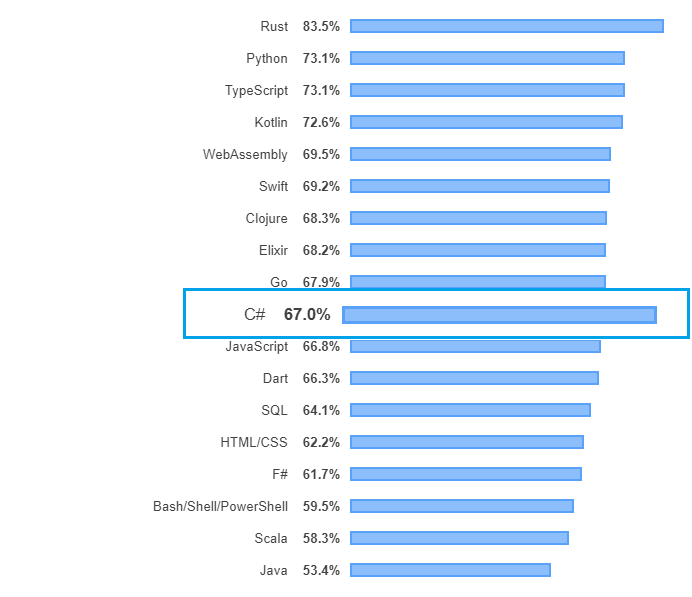 Rust 83.5%
Python 73.1%
TypeScript 73.1%
Kotlin 72.6%
WebAssembly 69.5%
Swift 69.2%
Clojure 68.3%
Elixir 68.2%
Go 67.9%
C# 67.0%
JavaScript 66.8%
Dart 66.3%
SQL 64.1%
HTML/CSS 62.2%
F# 61.7%
Bash/Shell/PowerShell 59.5%
Scala 58.3%
Java 53.4%